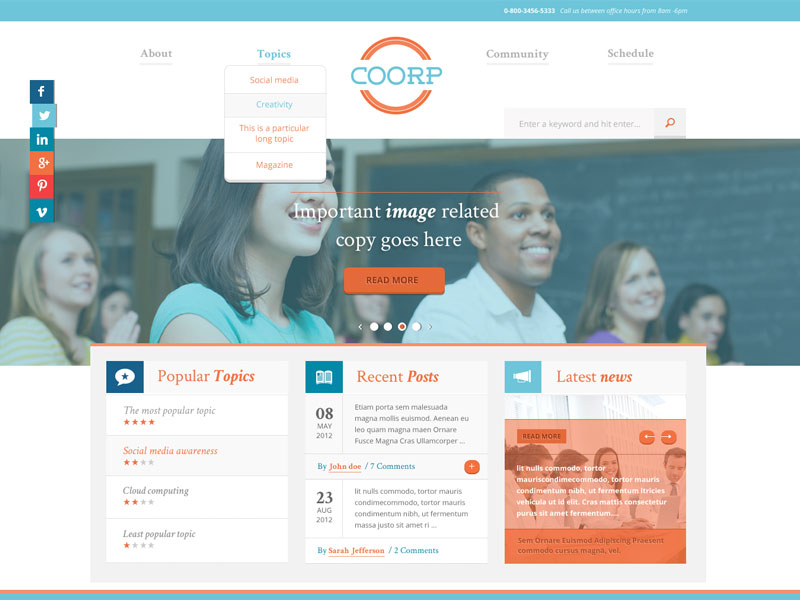 0-800-3456-5333 Call us between office hours from 8am -6pm
About
Topics
COORP
Community
Schedule
Social media
Creativity
This is a particular
long topic
Magazine
Enter a keyword and hit enter...
Important image related
copy goes here
READ MORE
Popular Topics
The most popular topic
Social media awareness
Cloud computing
Least popular topic
Recent Posts
08
MAY
2012
Etiam porta sem malesuada
magna mollis euismod. Aenean eu
leo quam magna maen Ornare
Fusce Magna Cras Ullamcorper ...
By John doe / 7 Comments
23
AUG
2012
lit nulls commodo, tortor mauris
condimecommodo, tortor mauris
condimentum nibh, ut fermentum
massa justo sit amet ri ...
By Sarah Jefferson / 2 Comments
Latest news
READ MORE
lit nulls commodo, tortor
mauriscondimecommodo, tortor mauris
condimentum nibh, ut fermentum ltricies
vehicula ut id elit. Cras mattis consectetur
purus sit amet fermentum....
Sem Ornare Euismod Adipiscing Praesent
commodo cursus magna, vel.